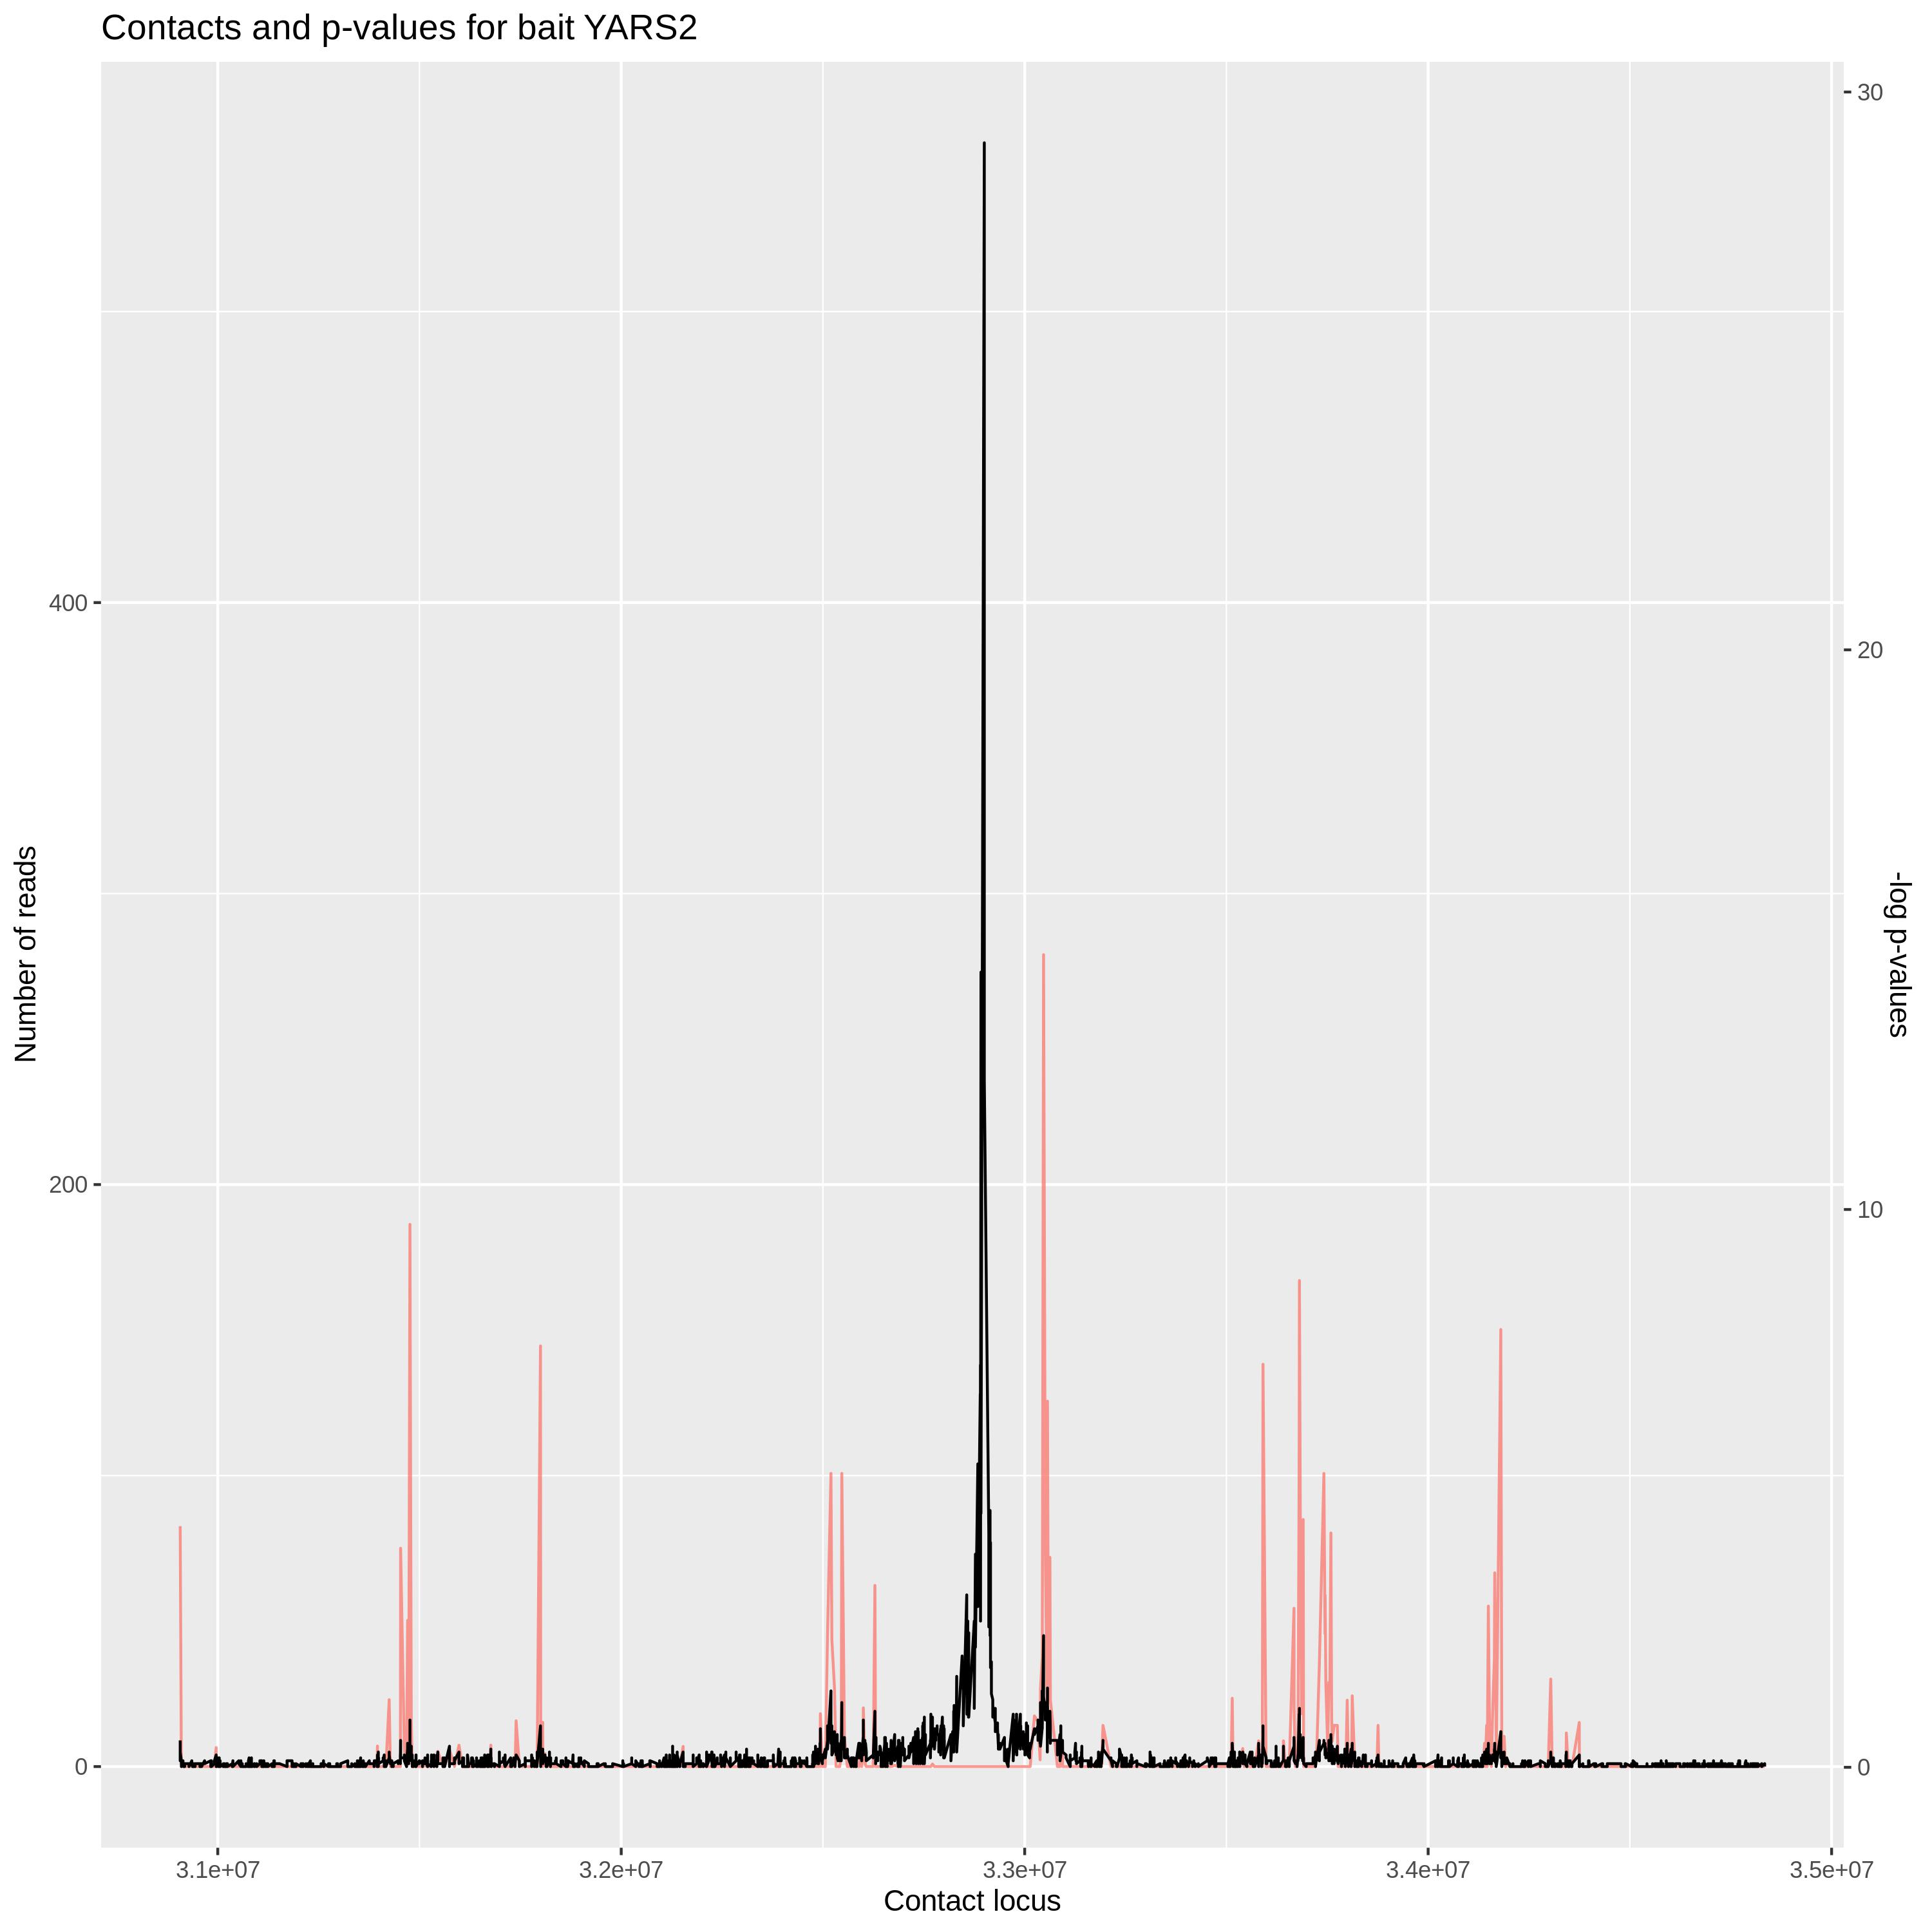 Contacts and p-values for bait YARS2
Number of reads
400
200
0
30
20
10
0
-log p-values
3.1e+07
3.2e+07
3.3e+07
3.4e+07
3.5e+07
Contact locus